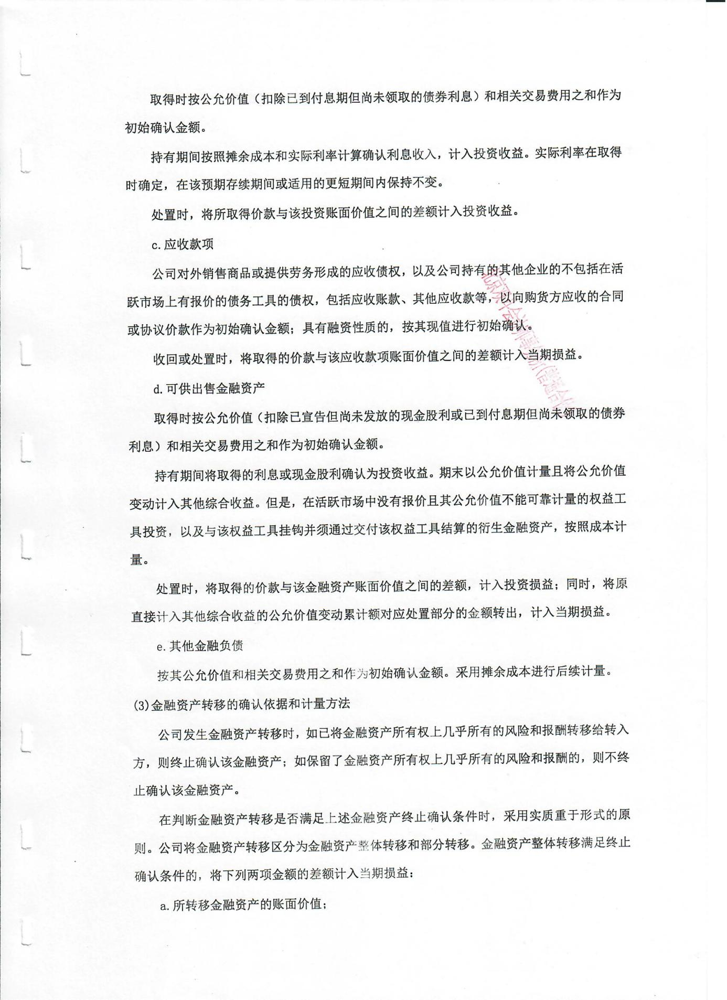 取得时按公允价值（扣除已到付息期但尚未领取的债券利息）和相关交易费用之和作为
初始确认金额。
持有期间按照摊余成本和实际利率计算确认利息收入，计入投资收益。实际利率在取得
时确定，在该预期存续期间或适用的更短期间内保持不变。
处置时，将所取得价款与该投资账面价值之间的差额计入投资收益。
c.应收款项
公司对外销售商品或提供劳务形成的应收债权，以及公司持有的其他企业的不包括在活
跃市场上有报价的债务工具的债权，包括应收账款、其他应收款等，以向购货方应收的合同
或协议价款作为初始确认金额；具有融资性质的，按其现值进行初始确认。
收回或处置时，将取得的价款与该应收款项账面价值之间的差额计入当期损益。
d.可供出售金融资产
取得时按公允价值（扣除已宣告但尚未发放的现金股利或已到付息期但尚未领取的债券
利息）和相关交易费用之和作为初始确认金额。
持有期间将取得的利息或现金股利确认为投资收益。期末以公允价值计量且将公允价值
变动计入其他综合收益。但是，在活跃市场中没有报价且其公允价值不能可靠计量的权益工
具投资，以及与该权益工具挂钩并须通过交付该权益工具结算的衍生金融资产，按照成本计
量。
处置时，将取得的价款与该金融资产账面价值之间的差额，计入投资损益；同时，将原
直接计入其他综合收益的公允价值变动累计额对应处置部分的金额转出，计入当期损益。
e.其他金融负债
按其公允价值和相关交易费用之和作为初始确认金额。采用摊余成本进行后续计量。
(3)金融资产转移的确认依据和计量方法
公司发生金融资产转移时，如已将金融资产所有权上几乎所有的风险和报酬转移给转入
方，则终止确认该金融资产；如保留了金融资产所有权上几乎所有的风险和报酬的，则不终
止确认该金融资产。
在判断金融资产转移是否满足上述金融资产终止确认条件时，采用实质重于形式的原
则。公司将金融资产转移区分为金融资产整体转移和部分转移。金融资产整体转移满足终止
确认条件的，将下列两项金额的差额计入当期损益：
a.所转移金融资产的账面价值；